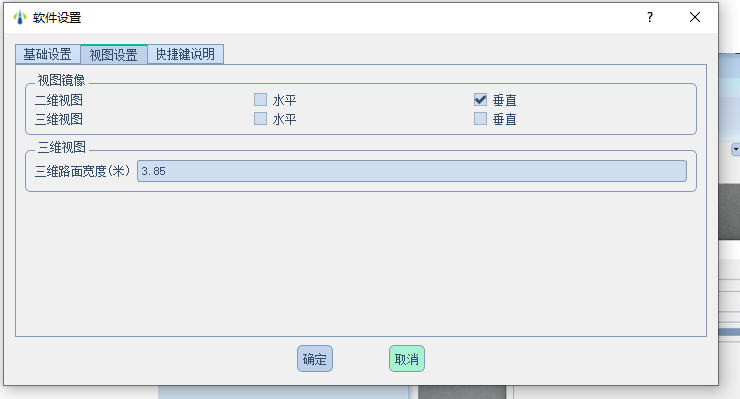 软件设置
基础设置 视图设置 快捷键说明
视图镜像
二维视图 水平 垂直
三维视图 水平 垂直
三维视图
三维路面宽度(米) 3.85
确定 取消